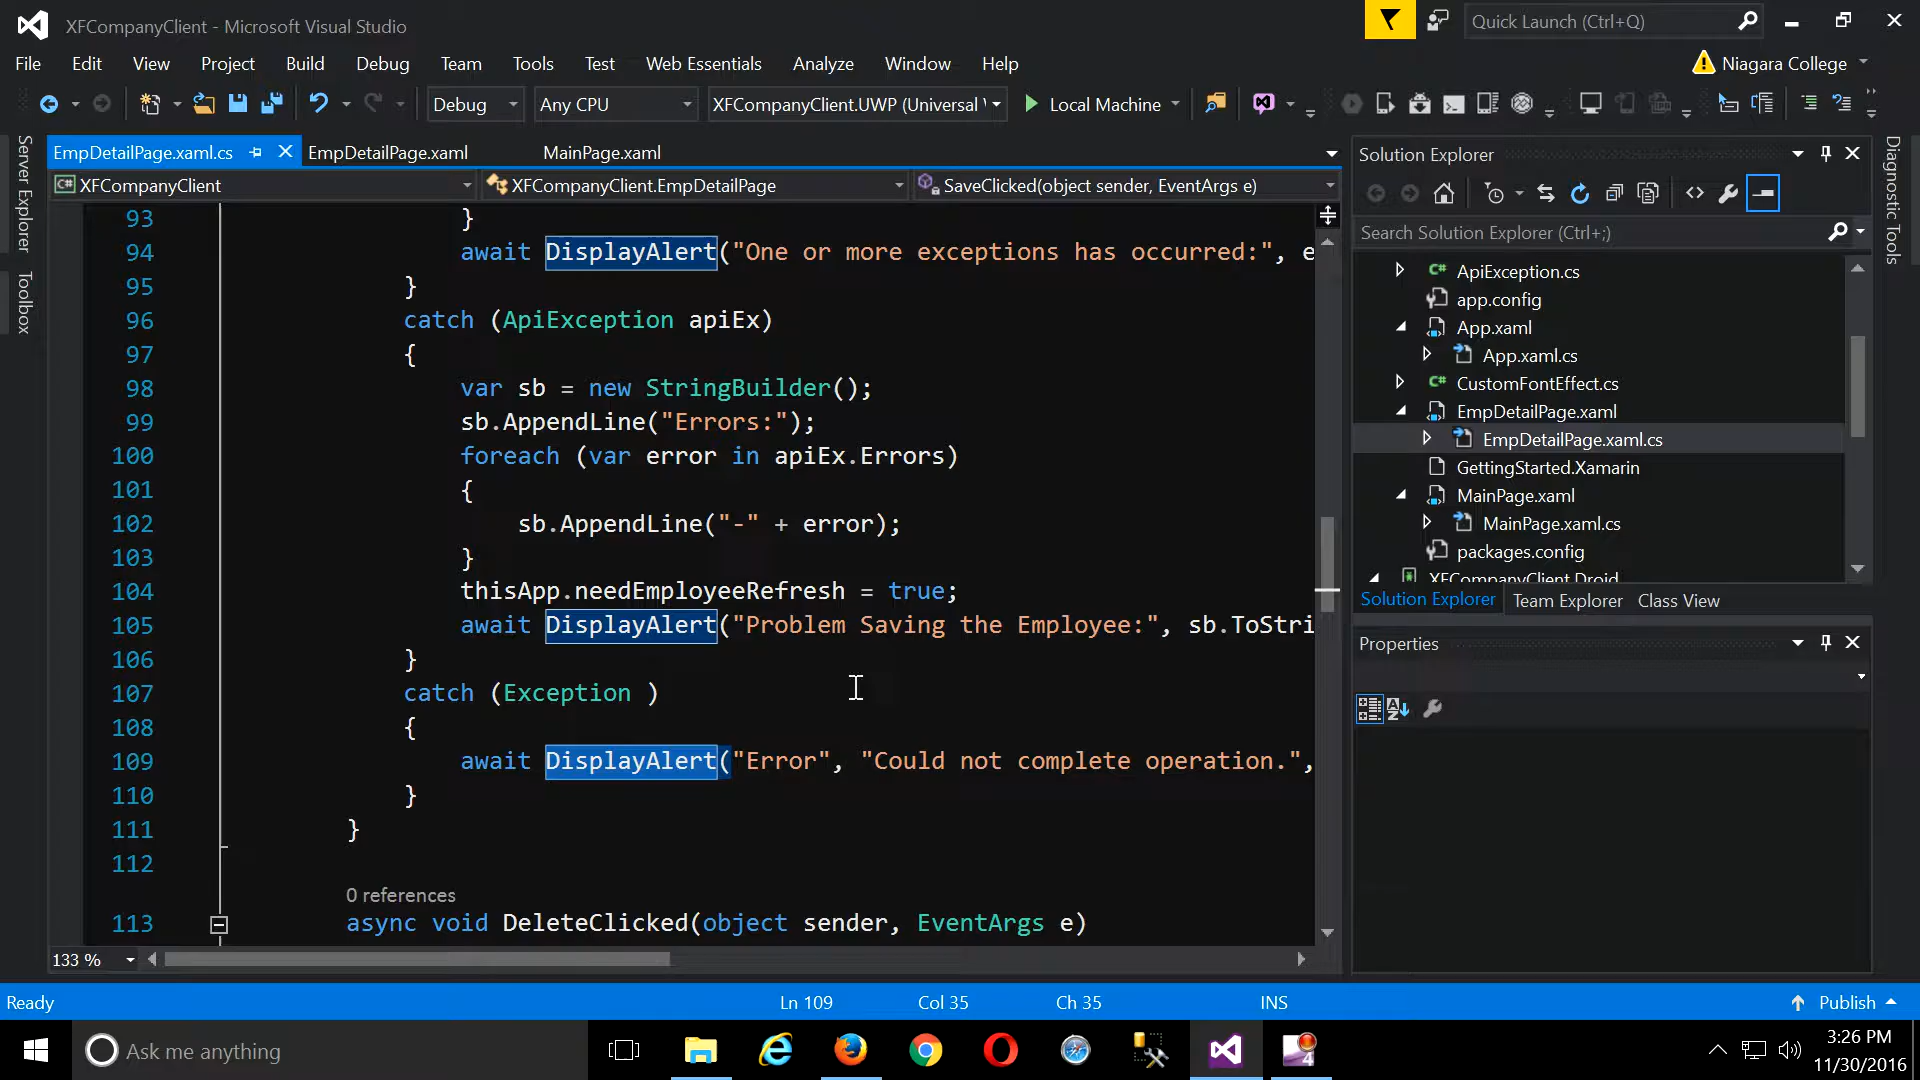 XFCompanyClient - Microsoft Visual Studio
Quick Launch (Ctrl+Q)
File Edit View Project Build Debug Team Tools Test Web Essentials Analyze Window Help
Niagara College
Debug Any CPU XFCompanyClient.UWP (Universal Local Machine
Server Explorer
Toolbox
EmpDetailPage.xaml.cs EmpDetailPage.xaml MainPage.xaml
XFCompanyClient XFCompanyClient.EmpDetailPage SaveClicked(object sender, EventArgs e)
93 }
94 await DisplayAlert("One or more exceptions has occurred:", e
95 }
96 catch (ApiException apiEx)
97 {
98 var sb = new StringBuilder();
99 sb.AppendLine("Errors:");
100 foreach (var error in apiEx.Errors)
101 {
102 sb.AppendLine("-" + error);
103 }
104 thisApp.needEmployeeRefresh = true;
105 await DisplayAlert("Problem Saving the Employee:", sb.ToStri
106 }
107 catch (Exception )
108 {
109 await DisplayAlert("Error", "Could not complete operation.",
110 }
111 }
112
0 references
113 async void DeleteClicked(object sender, EventArgs e)
133 %
Solution Explorer
Search Solution Explorer (Ctrl+;)
C# ApiException.cs
app.config
App.xaml
App.xaml.cs
C# CustomFontEffect.cs
EmpDetailPage.xaml
EmpDetailPage.xaml.cs
GettingStarted.Xamarin
MainPage.xaml
MainPage.xaml.cs
packages.config
XFCompanyClient.Droid
Solution Explorer Team Explorer Class View
Properties
Diagnostic Tools
Ready Ln 109 Col 35 Ch 35 INS Publish
Ask me anything
4
3:26 PM
11/30/2016